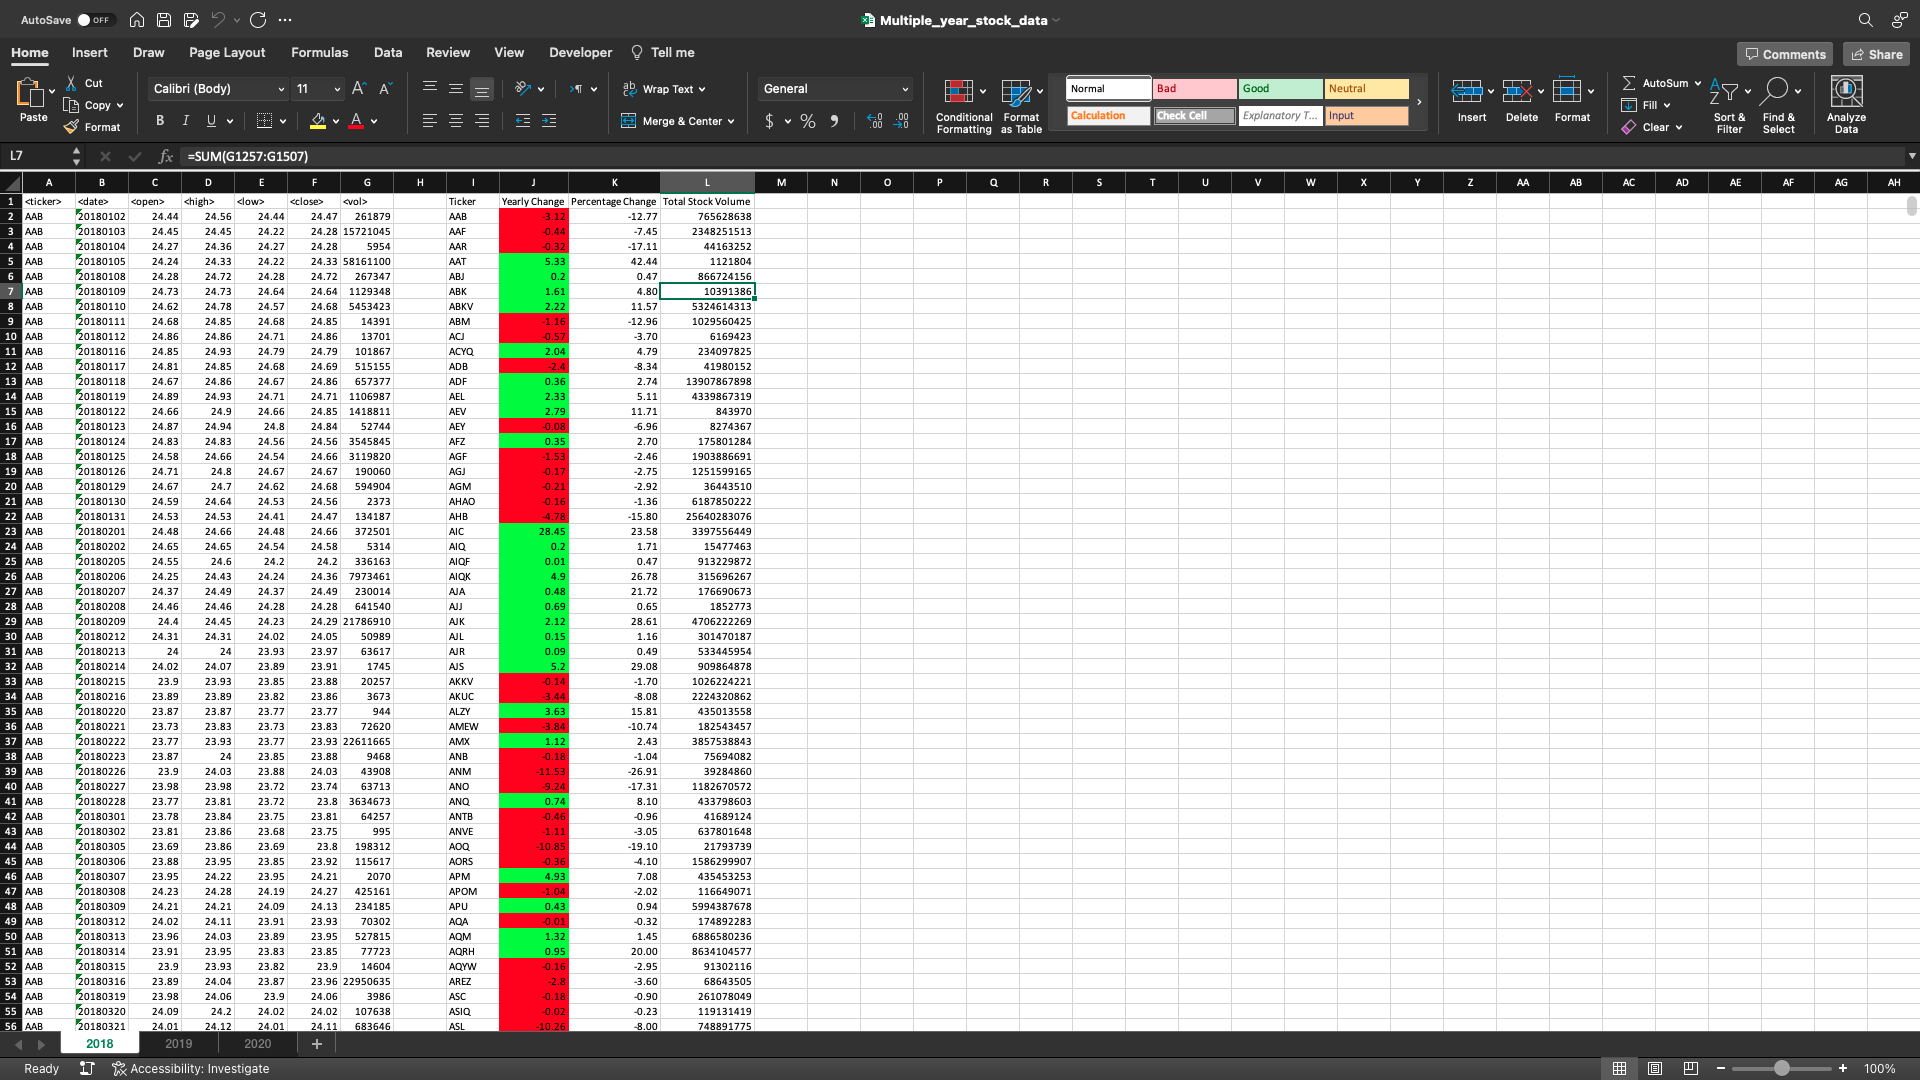 AutoSave OFF Multiple_year_stock_data
Home Insert Draw Page Layout Formulas Data Review View Developer Tell me Comments Share
Paste Cut Copy Format Calibri (Body) 11 Wrap Text Merge & Center General Conditional Formatting Format as Table Normal Bad Good Neutral Calculation Check Cell Explanatory T... Input Insert Delete Format AutoSum Fill Clear Sort & Filter Find & Select Analyze Data
L7 fx =SUM(G1257:G1507)
A B C D E F G H I J K L M N O P Q R S T U V W X Y Z AA AB AC AD AE AF AG AH
1 <ticker> <date> <open> <high> <low> <close> <vol> Ticker Yearly Change Percentage Change Total Stock Volume
2 AAB 20180102 24.44 24.56 24.44 24.47 261879 AAB -3.12 -12.77 765628638
3 AAB 20180103 24.45 24.45 24.22 24.28 15721045 AAF -0.44 -7.45 2348251513
4 AAB 20180104 24.27 24.36 24.27 24.28 5954 AAR -0.32 -17.11 44163252
5 AAB 20180105 24.24 24.33 24.22 24.33 58161100 AAT 5.33 42.44 1121804
6 AAB 20180108 24.28 24.72 24.28 24.72 267347 ABJ 0.2 0.47 866724156
7 AAB 20180109 24.73 24.73 24.64 24.64 1129348 ABK 1.61 4.80 10391386
8 AAB 20180110 24.62 24.78 24.57 24.68 5453423 ABKV 2.22 11.57 5324614313
9 AAB 20180111 24.68 24.85 24.68 24.85 14391 ABM -1.16 -12.96 1029560425
10 AAB 20180112 24.86 24.86 24.71 24.86 13701 ACJ -0.57 -3.70 6169423
11 AAB 20180116 24.85 24.93 24.79 24.79 101867 ACYQ 2.04 4.79 234097825
12 AAB 20180117 24.81 24.85 24.68 24.69 515155 ADB -2.4 -8.34 41980152
13 AAB 20180118 24.67 24.86 24.67 24.86 657377 ADF 0.36 2.74 13907867898
14 AAB 20180119 24.89 24.93 24.71 24.71 1106987 AEL 2.33 5.11 4339867319
15 AAB 20180122 24.66 24.9 24.66 24.85 1418811 AEV 2.79 11.71 843970
16 AAB 20180123 24.87 24.94 24.8 24.84 52744 AEY -0.08 -6.96 8274367
17 AAB 20180124 24.83 24.83 24.56 24.56 3545845 AFZ 0.35 2.70 175801284
18 AAB 20180125 24.58 24.66 24.54 24.66 3119820 AGF -1.53 -2.46 1903886691
19 AAB 20180126 24.71 24.8 24.67 24.67 190060 AGJ -0.17 -2.75 1251599165
20 AAB 20180129 24.67 24.7 24.62 24.68 594904 AGM -0.21 -2.92 36443510
21 AAB 20180130 24.59 24.64 24.53 24.56 2373 AHAO -0.16 -1.36 6187850222
22 AAB 20180131 24.53 24.53 24.41 24.47 134187 AHB -4.78 -15.80 25640283076
23 AAB 20180201 24.48 24.66 24.48 24.66 372501 AIC 28.45 23.58 3397556449
24 AAB 20180202 24.65 24.65 24.54 24.58 5314 AIQ 0.2 1.71 15477463
25 AAB 20180205 24.55 24.6 24.2 24.2 336163 AIQF 0.01 0.47 913229872
26 AAB 20180206 24.25 24.43 24.24 24.36 7973461 AIQK 4.9 26.78 315696267
27 AAB 20180207 24.37 24.49 24.37 24.49 230014 AJA 0.48 21.72 176690673
28 AAB 20180208 24.46 24.46 24.28 24.28 641540 AJJ 0.69 0.65 1852773
29 AAB 20180209 24.4 24.45 24.23 24.29 21786910 AJK 2.12 28.61 4706222269
30 AAB 20180212 24.31 24.31 24.02 24.05 50989 AJL 0.15 1.16 301470187
31 AAB 20180213 24 24 23.93 23.97 63617 AJR 0.09 0.49 533445954
32 AAB 20180214 24.02 24.07 23.89 23.91 1745 AJS 5.2 29.08 909864878
33 AAB 20180215 23.9 23.93 23.85 23.88 20257 AKKV -0.14 -1.70 1026224221
34 AAB 20180216 23.89 23.89 23.82 23.86 3673 AKUC -3.44 -8.08 2224320862
35 AAB 20180220 23.87 23.87 23.77 23.77 944 ALZY 3.63 15.81 435013558
36 AAB 20180221 23.73 23.83 23.73 23.83 72620 AMEW -3.84 -10.74 182543457
37 AAB 20180222 23.77 23.93 23.77 23.93 22611665 AMX 1.12 2.43 3857538843
38 AAB 20180223 23.87 24 23.85 23.88 9468 ANB -0.18 -1.04 75694082
39 AAB 20180226 23.9 24.03 23.88 24.03 43908 ANM -11.53 -26.91 39284860
40 AAB 20180227 23.98 23.98 23.72 23.74 63713 ANO -9.24 -17.31 1182670572
41 AAB 20180228 23.77 23.81 23.72 23.8 3634673 ANQ 0.74 8.10 433798603
42 AAB 20180301 23.78 23.84 23.75 23.81 64257 ANTB -0.46 -0.96 41689124
43 AAB 20180302 23.81 23.86 23.68 23.75 995 ANVE -1.11 -3.05 637801648
44 AAB 20180305 23.69 23.86 23.69 23.8 198312 AOQ -10.85 -19.10 21793739
45 AAB 20180306 23.88 23.95 23.85 23.92 115617 AORS -0.36 -4.10 1586299907
46 AAB 20180307 23.95 24.22 23.95 24.21 2070 APM 4.93 7.08 435453253
47 AAB 20180308 24.23 24.28 24.19 24.27 425161 APOM -1.04 -2.02 116649071
48 AAB 20180309 24.21 24.21 24.09 24.13 234185 APU 0.43 0.94 5994387678
49 AAB 20180312 24.02 24.11 23.91 23.93 70302 AQA -0.01 -0.32 174892283
50 AAB 20180313 23.96 24.03 23.89 23.95 527815 AQM 1.32 1.45 6886580236
51 AAB 20180314 23.91 23.95 23.83 23.85 77723 AQRH 0.95 20.00 8634104577
52 AAB 20180315 23.9 23.93 23.82 23.9 14604 AQYW -0.16 -2.95 91302116
53 AAB 20180316 23.89 24.04 23.87 23.96 22950635 AREZ -2.8 -3.60 68643505
54 AAB 20180319 23.98 24.06 23.9 24.06 3986 ASC -0.18 -0.90 261078049
55 AAB 20180320 24.09 24.2 24.02 24.02 107638 ASIQ -0.02 -0.23 119131419
56 AAB 20180321 24.01 24.12 24.01 24.11 683646 ASL -10.26 -8.00 748891775
2018 2019 2020
Ready Accessibility: Investigate 100%